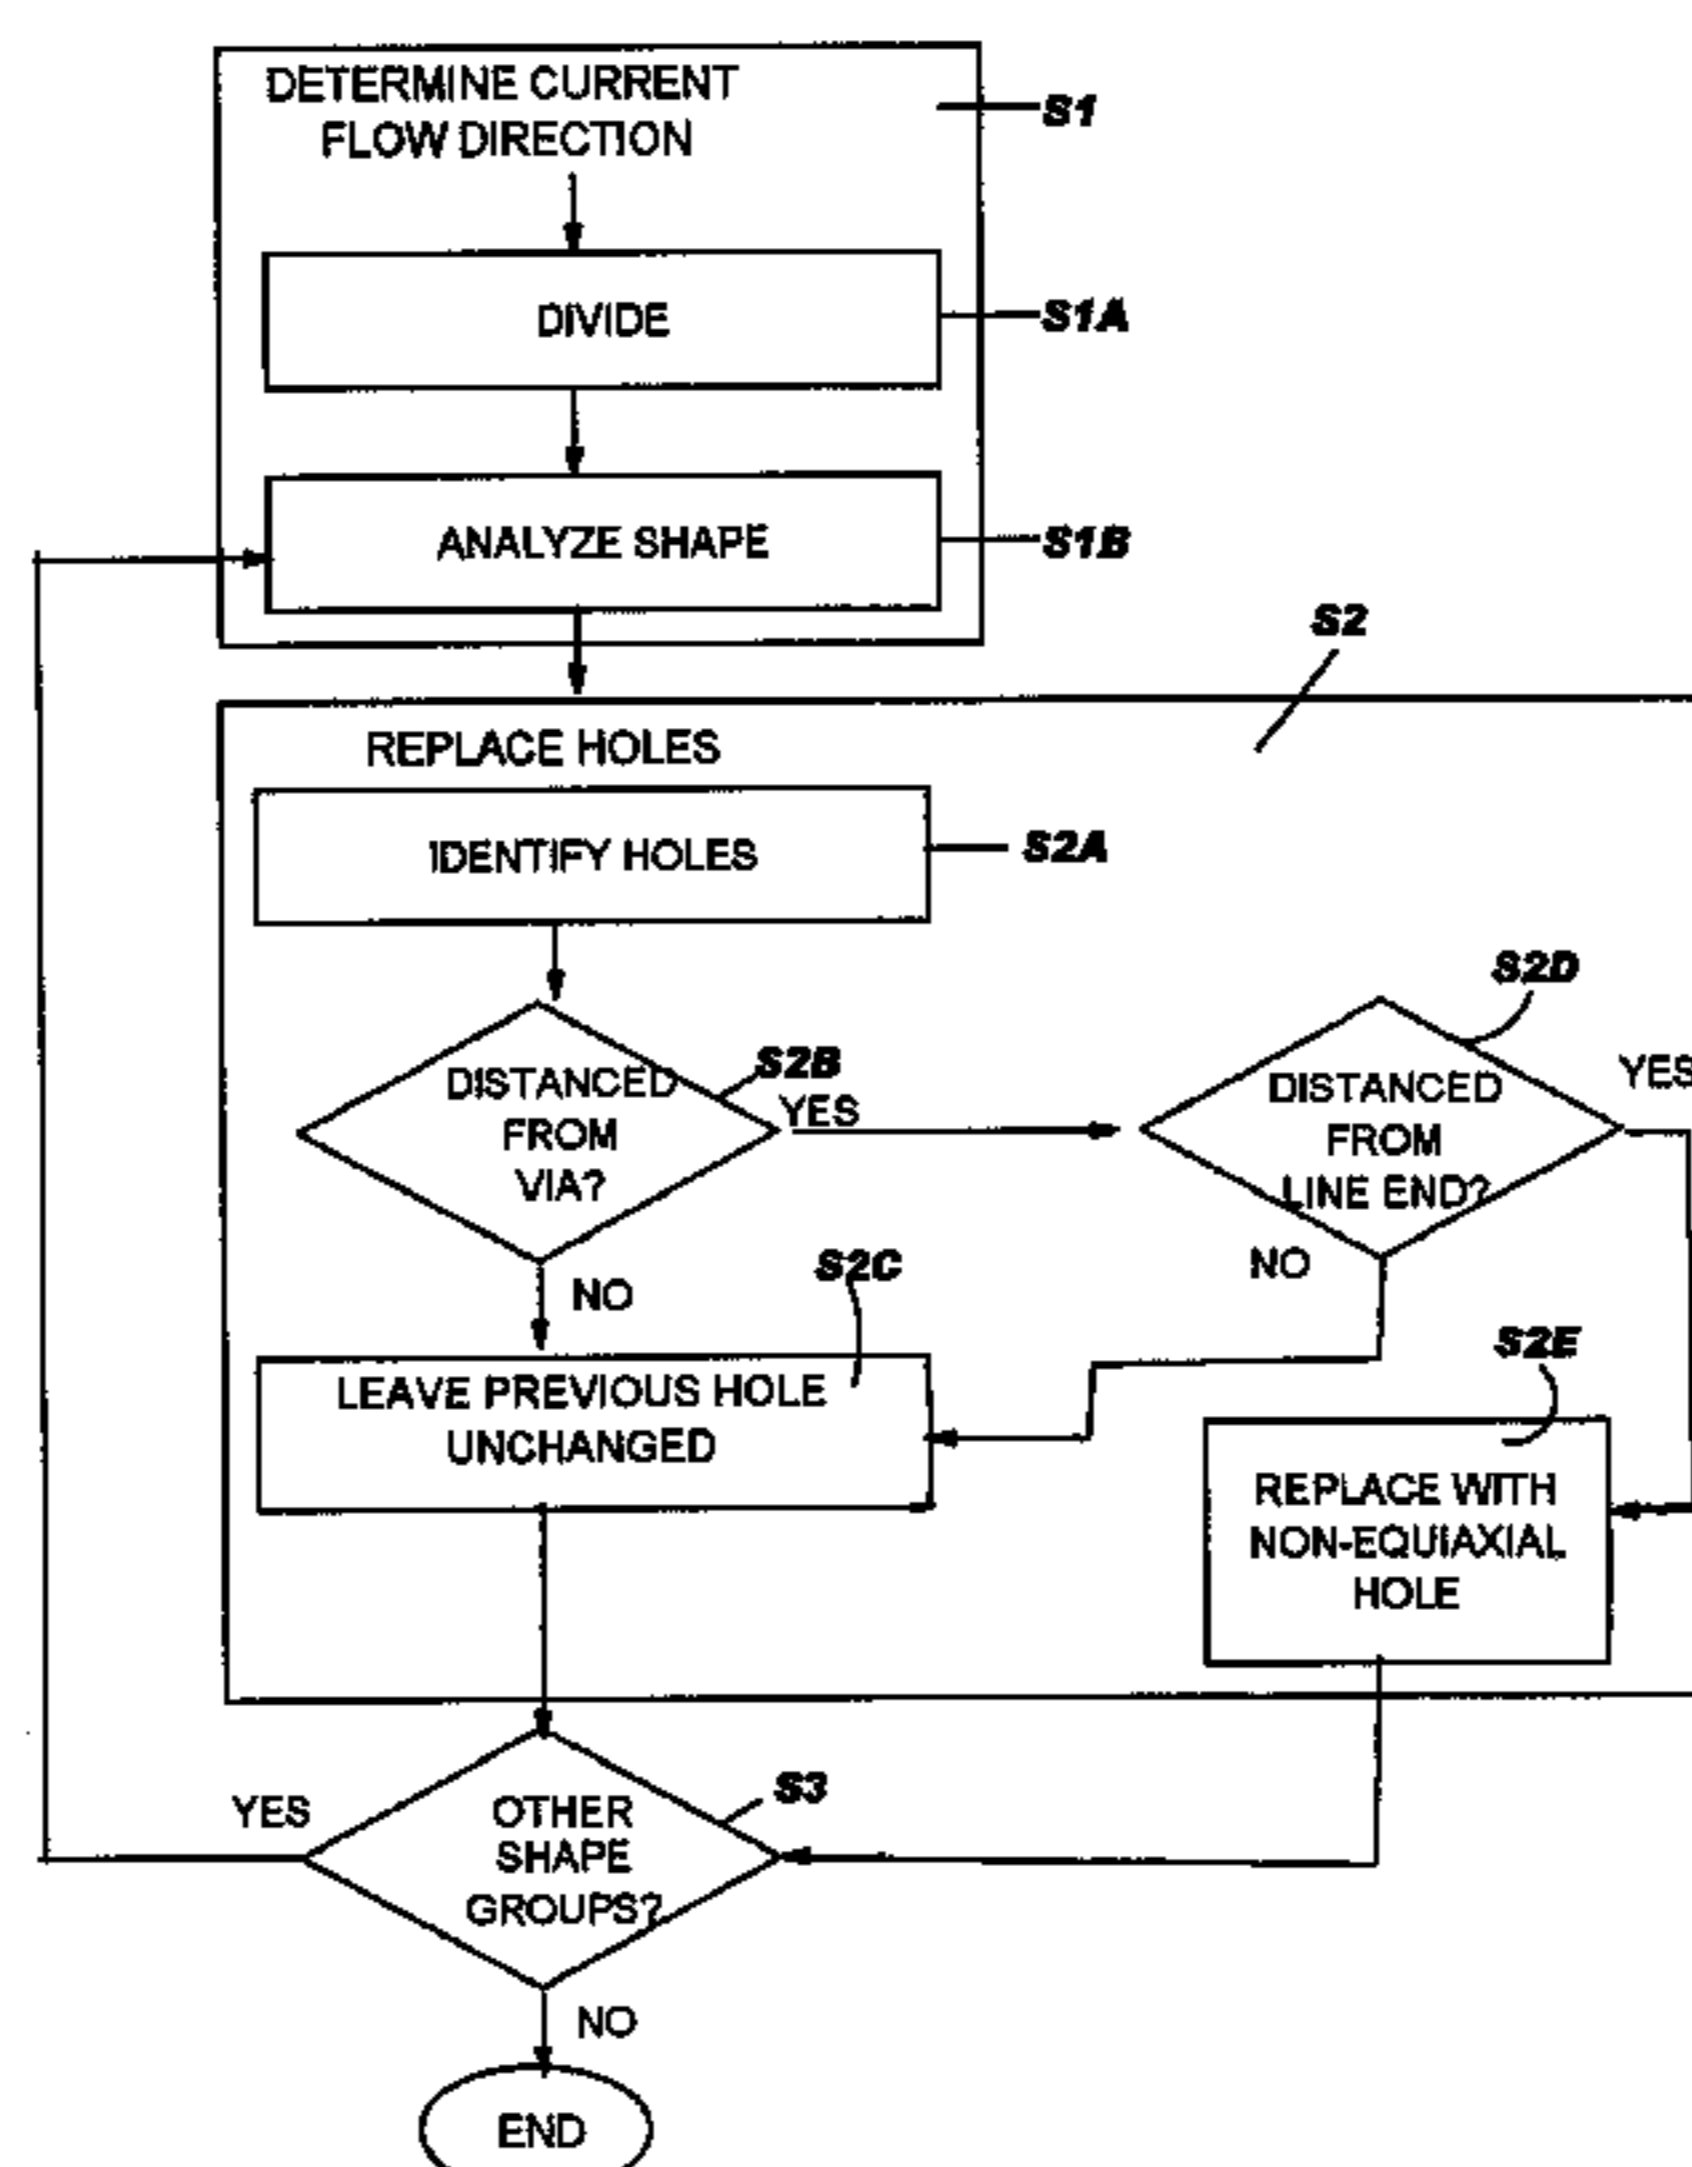 DETERMINE CURRENT
FLOW DIRECTION
S1
DIVIDE
S1A
ANALYZE SHAPE
S1B
S2
REPLACE HOLES
IDENTIFY HOLES
S2A
DISTANCED
FROM
VIA?
S2B
YES
DISTANCED
FROM
LINE END?
S2D
YES
NO
NO
S2C
LEAVE PREVIOUS HOLE
UNCHANGED
S2E
REPLACE WITH
NON-EQUIAXIAL
HOLE
YES
OTHER
SHAPE
GROUPS?
S3
NO
END